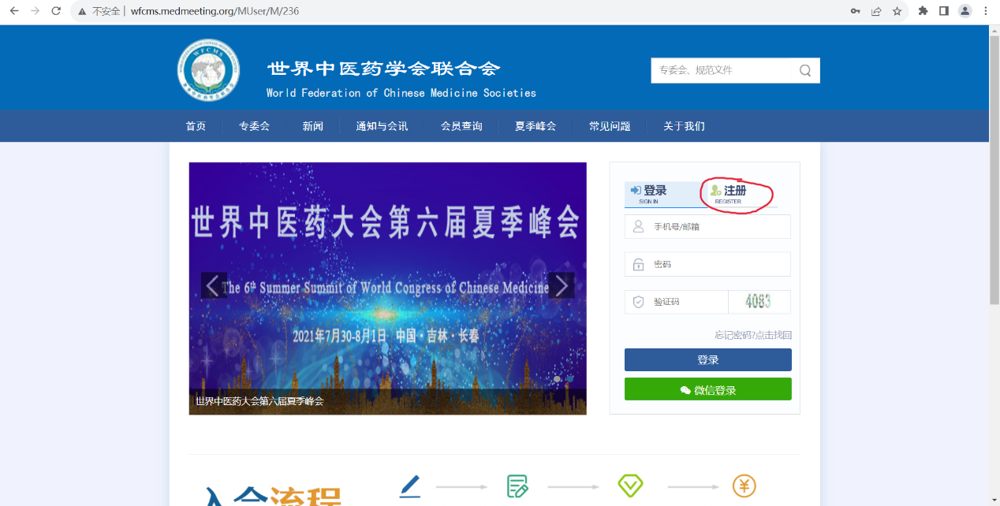 不安全 wfcms.medmeeting.org/MUser/M/236
WFCMS
世界中医药学会联合会
World Federation of Chinese Medicine Societies
专委会、规范文件
首页 专委会 新闻 通知与会讯 会员查询 夏季峰会 常见问题 关于我们
世界中医药大会第六届夏季峰会
The 6th Summer Summit of World Congress of Chinese Medicine
2021年7月30-8月1日 中国·吉林·长春
世界中医药大会第六届夏季峰会
登录 注册
SIGN IN REGISTER
手机号/邮箱
密码
验证码 4083
忘记密码?点击找回
登录
微信登录
入会流程